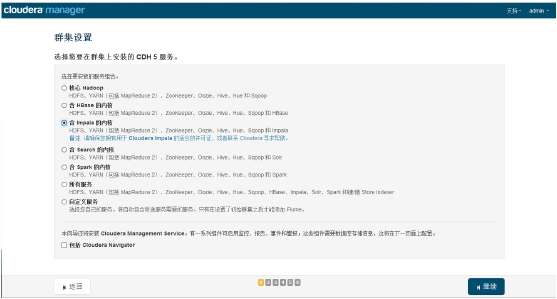 cloudera manager
支持 admin
群集设置
选择您要在群集上安装的 CDH 5 服务。
选择要安装的服务组合。
核心 Hadoop
HDFS、YARN（包括 MapReduce 2）、ZooKeeper、Oozie、Hive、Hue 和 Sqoop
含 HBase 的内核
HDFS、YARN（包括 MapReduce 2）、ZooKeeper、Oozie、Hive、Hue、Sqoop 和 HBase
含 Impala 的内核
HDFS、YARN（包括 MapReduce 2）、ZooKeeper、Oozie、Hive、Hue、Sqoop 和 Impala
备注: 请确保您拥有用于 Cloudera Impala 的适当的许可证，或者联系 Cloudera 寻求帮助。
含 Search 的内核
HDFS、YARN（包括 MapReduce 2）、ZooKeeper、Oozie、Hive、Hue、Sqoop 和 Solr
含 Spark 的内核
HDFS、YARN（包括 MapReduce 2）、ZooKeeper、Oozie、Hive、Hue、Sqoop 和 Spark
所有服务
HDFS、YARN（包括 MapReduce 2）、ZooKeeper、Oozie、Hive、Hue、Sqoop、HBase、Impala、Solr、Spark 和键/值 Store Indexer
自定义服务
选择您自己的服务。将自动包含所选服务需要的服务。只有在设置了初始群集之后才能添加 Flume。
本向导还将安装 Cloudera Management Service。有一系列组件可启用监控、报告、事件和警报；这些组件需要数据库存储信息，这将在下一页面上配置。
包括 Cloudera Navigator
返回
1 2 3 4 5 6
继续